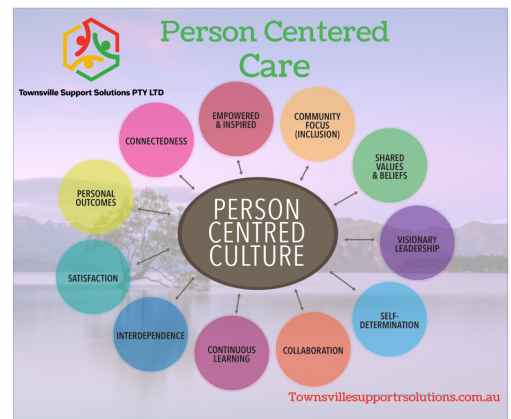 Person Centered
Care
Townsville Support Solutions PTY LTD
EMPOWERED
& INSPIRED
COMMUNITY
FOCUS
(INCLUSION)
CONNECTEDNESS
SHARED
VALUES
& BELIEFS
PERSONAL
OUTCOMES
PERSON
CENTRED
CULTURE
VISIONARY
LEADERSHIP
SATISFACTION
SELF-
DETERMINATION
INTERDEPENDENCE
CONTINUOUS
LEARNING
COLLABORATION
Townsvillesupportrsolutions.com.au